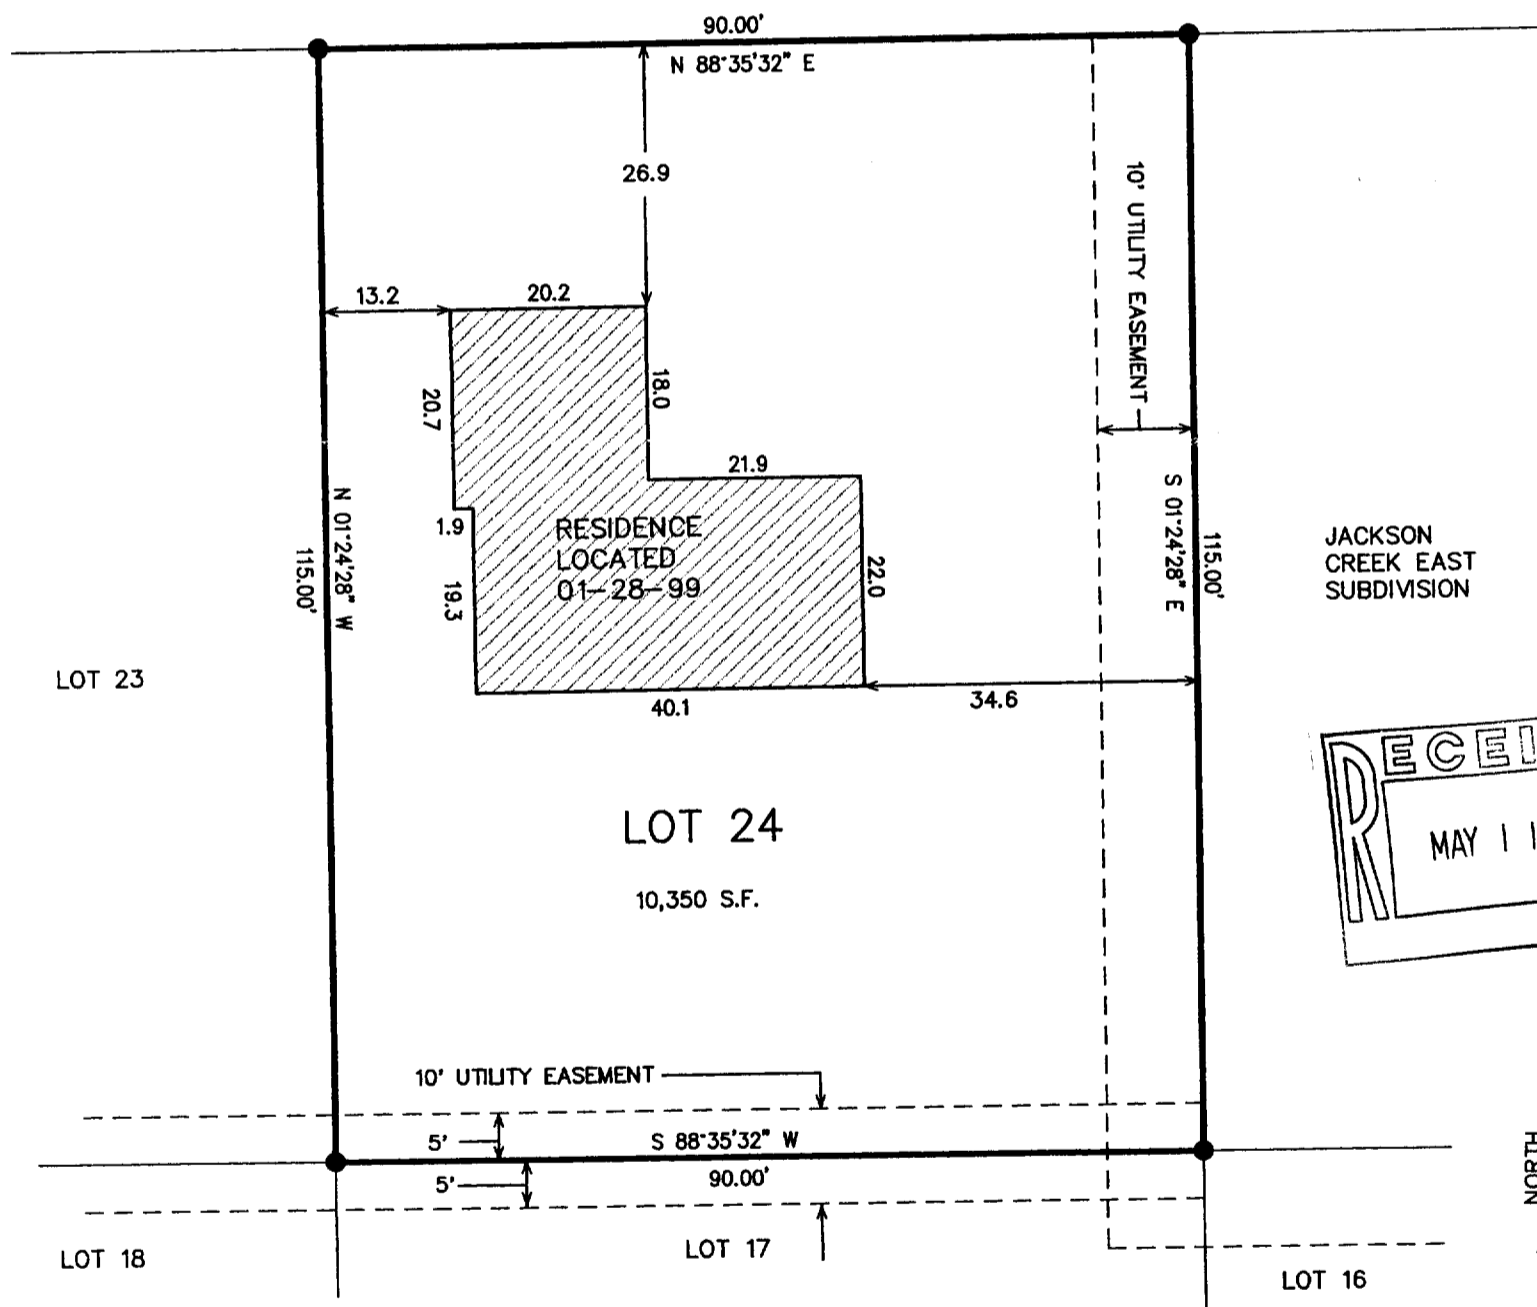 90.00'
N 88°35'32" E
26.9
10' UTILITY EASEMENT
13.2
20.2
20.7
18.0
21.9
1.9
RESIDENCE
LOCATED
01-28-99
19.3
22.0
N 01°24'28" W
115.00'
S 01°24'28" E
115.00'
JACKSON
CREEK EAST
SUBDIVISION
LOT 23
40.1
34.6
LOT 24
10,350 S.F.
RECEI
MAY 11
10' UTILITY EASEMENT
5'
S 88°35'32" W
5'
90.00'
NORTH
LOT 18
LOT 17
LOT 16